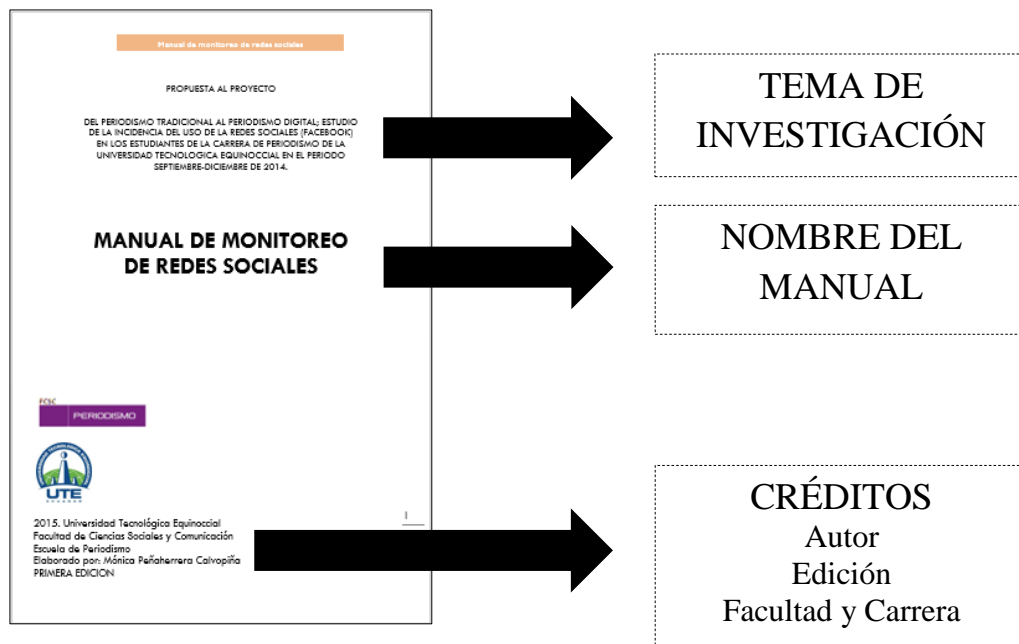 Manual de monitoreo de redes sociales
PROPUESTA AL PROYECTO
DEL PERIODISMO TRADICIONAL AL PERIODISMO DIGITAL; ESTUDIO
DE LA INCIDENCIA DEL USO DE LA REDES SOCIALES (FACEBOOK)
EN LOS ESTUDIANTES DE LA CARRERA DE PERIODISMO DE LA
UNIVERSIDAD TECNOLOGICA EQUINOCCIAL EN EL PERIODO
SEPTIEMBRE-DICIEMBRE DE 2014.
MANUAL DE MONITOREO
DE REDES SOCIALES
FCSC
PERIODISMO
UTE
2015. Universidad Tecnológica Equinoccial
Facultad de Ciencias Sociales y Comunicación
Escuela de Periodismo
Elaborado por: Mónica Peñaherrera Calvopiña
PRIMERA EDICION
1
TEMA DE
INVESTIGACIÓN
NOMBRE DEL
MANUAL
CRÉDITOS
Autor
Edición
Facultad y Carrera